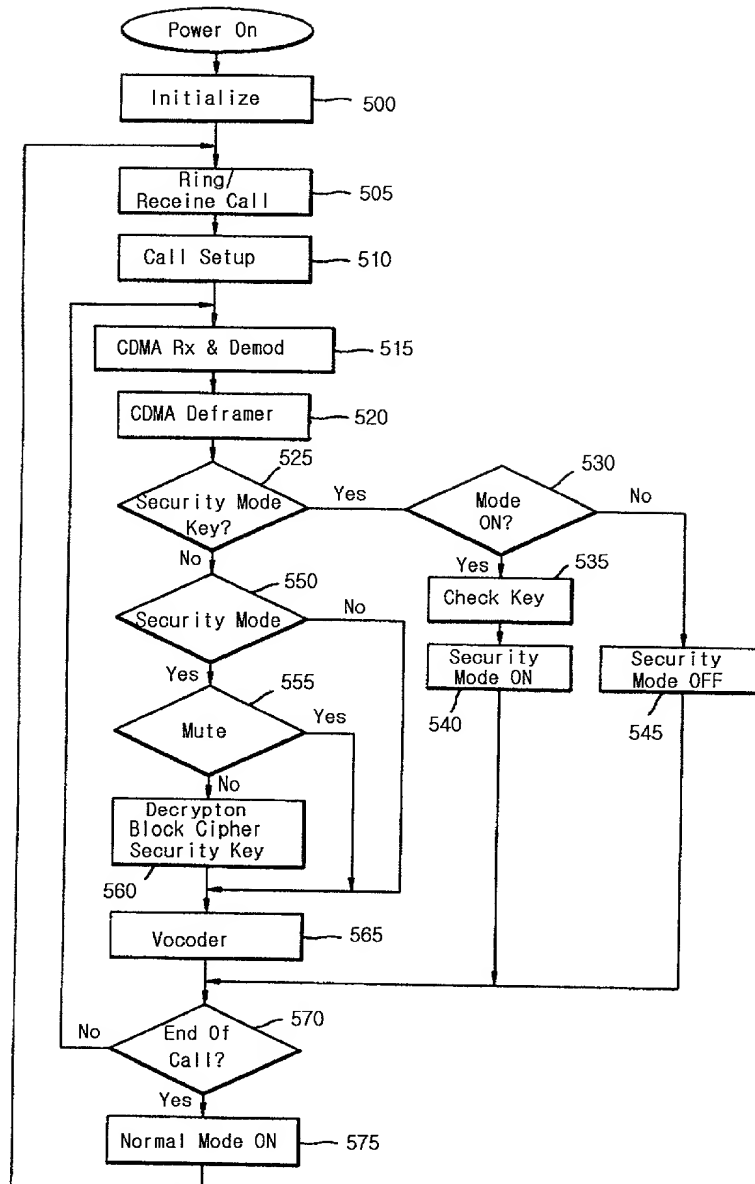 Power On
Initialize
500
Ring/
Receine Call
505
Call Setup
510
CDMA Rx & Demod
515
CDMA Deframer
520
525
Security Mode
Key?
Yes
No
530
Mode
ON?
No
Yes
535
Check Key
Security
Mode ON
540
Security
Mode OFF
545
550
Security Mode
No
Yes
555
Mute
Yes
No
Decrypton
Block Cipher
Security Key
560
Vocoder
565
570
End Of
Call?
No
Yes
Normal Mode ON
575